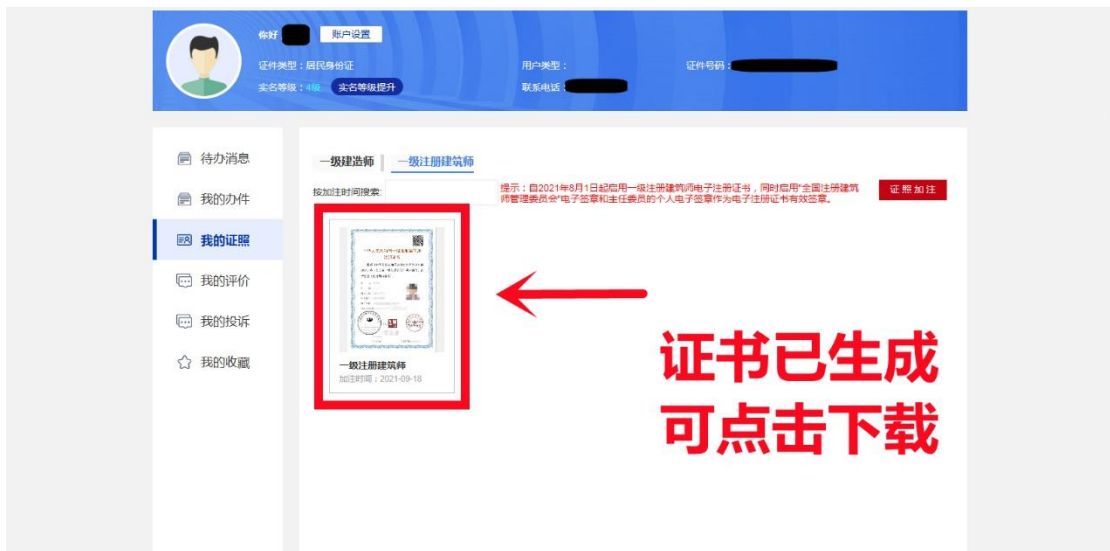 你好
账户设置
证件类型：居民身份证
用户类型：
证件号码：
实名等级：4级
实名等级提升
联系电话：
待办消息
我的办件
我的证照
我的评价
我的投诉
我的收藏
一级建造师
一级注册建筑师
按加注时间搜索:
提示：自2021年8月1日起启用一级注册建筑师电子注册证书，同时启用“全国注册建筑
师管理委员会”电子签章和主任委员的个人电子签章作为电子注册证书有效签章。
证照加注
一级注册建筑师
加注时间：2021-09-18
证书已生成
可点击下载